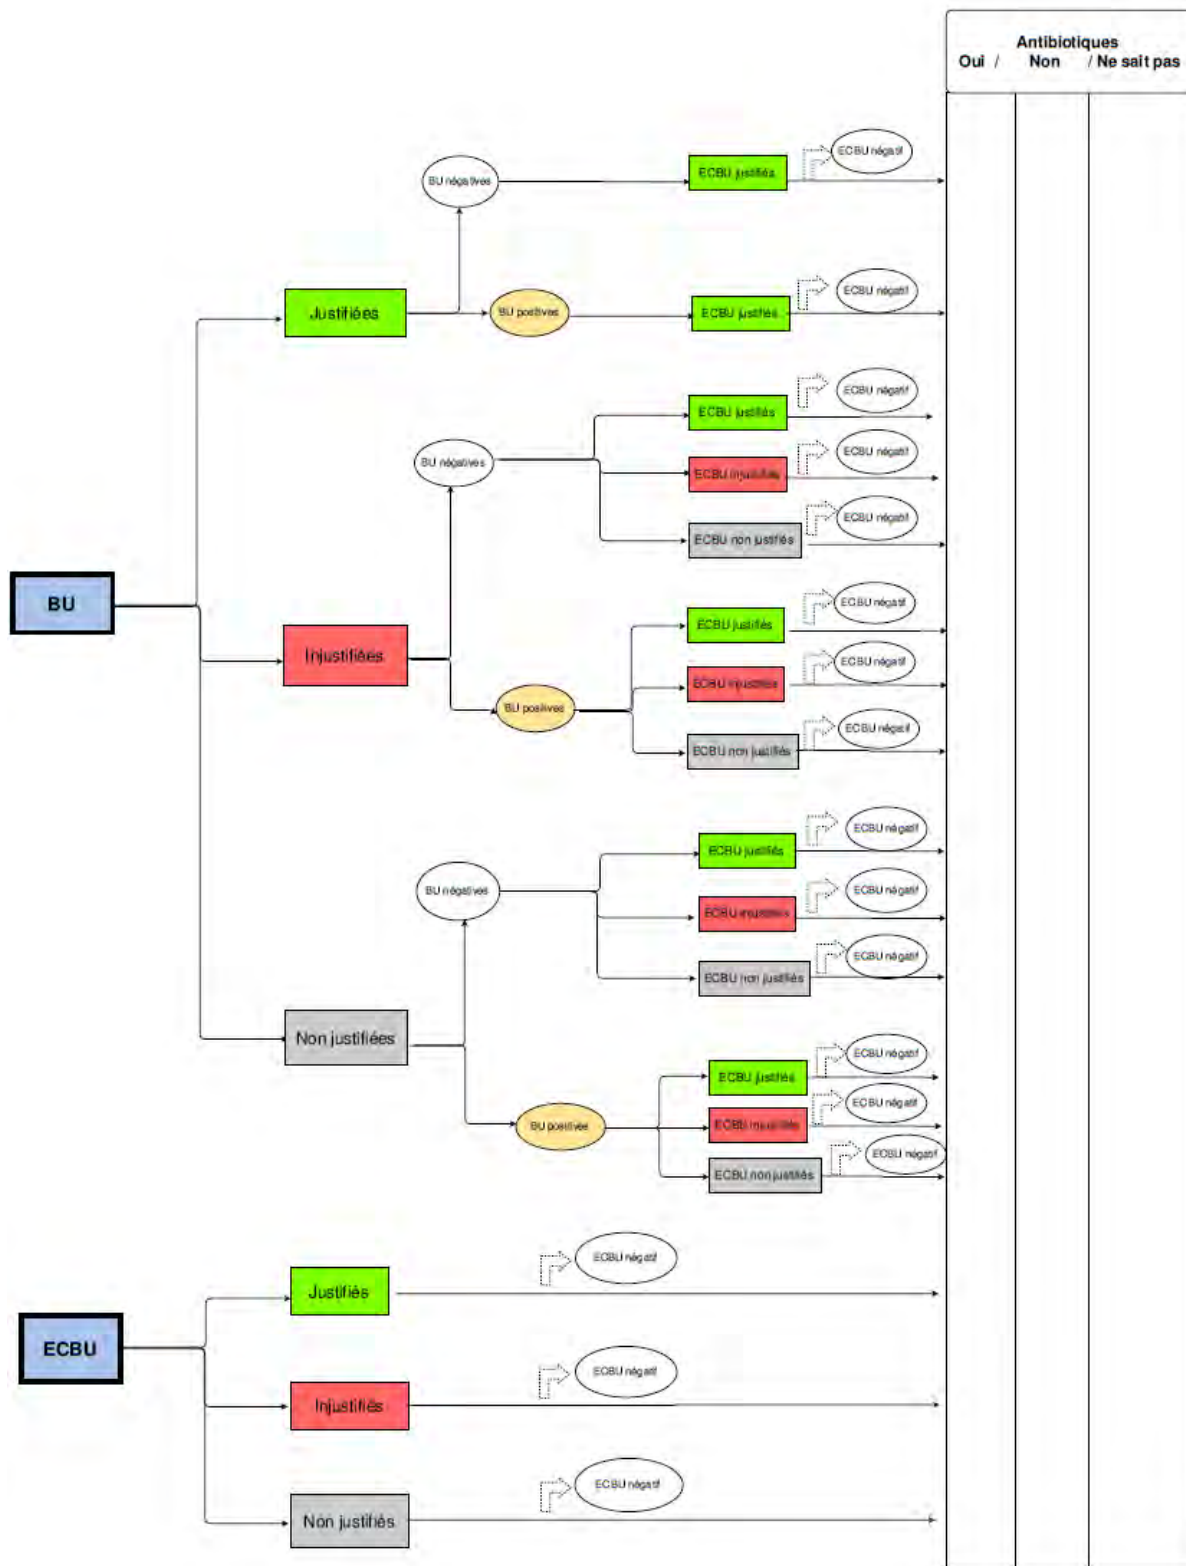 Antibiotiques
Oui / Non / Ne sait pas
ECBU négatif
BU négatives
ECBU justifiés
ECBU négatif
Justifiées
BU positives
ECBU justifiés
ECBU négatif
ECBU justifiés
ECBU négatif
BU négatives
ECBU injustifiés
ECBU négatif
ECBU non justifiés
BU
ECBU négatif
ECBU justifiés
Injustifiées
ECBU négatif
ECBU injustifiés
BU positives
ECBU négatif
ECBU non justifiés
ECBU négatif
ECBU justifiés
BU négatives
ECBU négatif
ECBU injustifiés
ECBU négatif
ECBU non justifiés
Non justifiées
ECBU négatif
ECBU justifiés
ECBU négatif
BU positives
ECBU injustifiés
ECBU négatif
ECBU non justifiés
ECBU négatif
Justifiés
ECBU
ECBU négatif
Injustifiés
ECBU négatif
Non justifiés